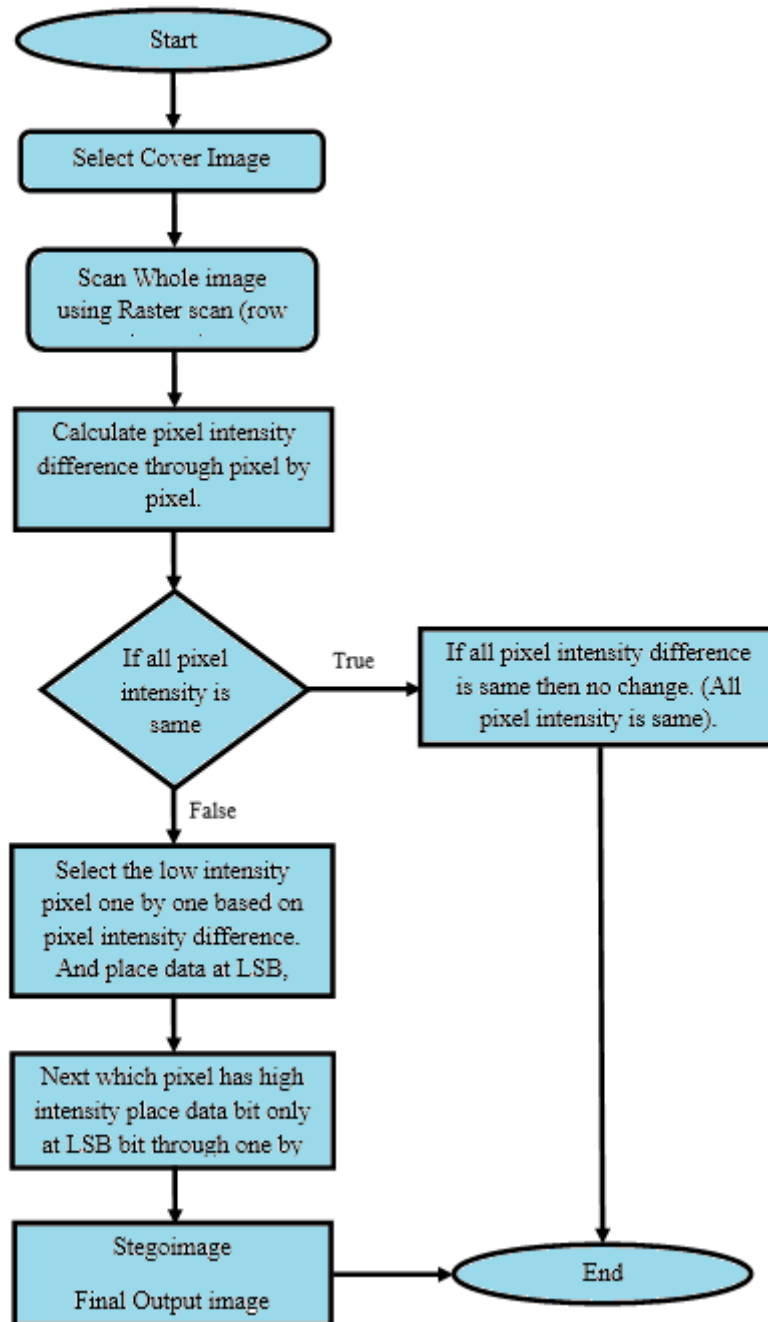 Start
Select Cover Image
Scan Whole image
using Raster scan (row
Calculate pixel intensity
difference through pixel by
pixel.
If all pixel
intensity is
same
True
If all pixel intensity difference
is same then no change. (All
pixel intensity is same).
False
Select the low intensity
pixel one by one based on
pixel intensity difference.
And place data at LSB,
Next which pixel has high
intensity place data bit only
at LSB bit through one by
Stegoimage
Final Output image
End